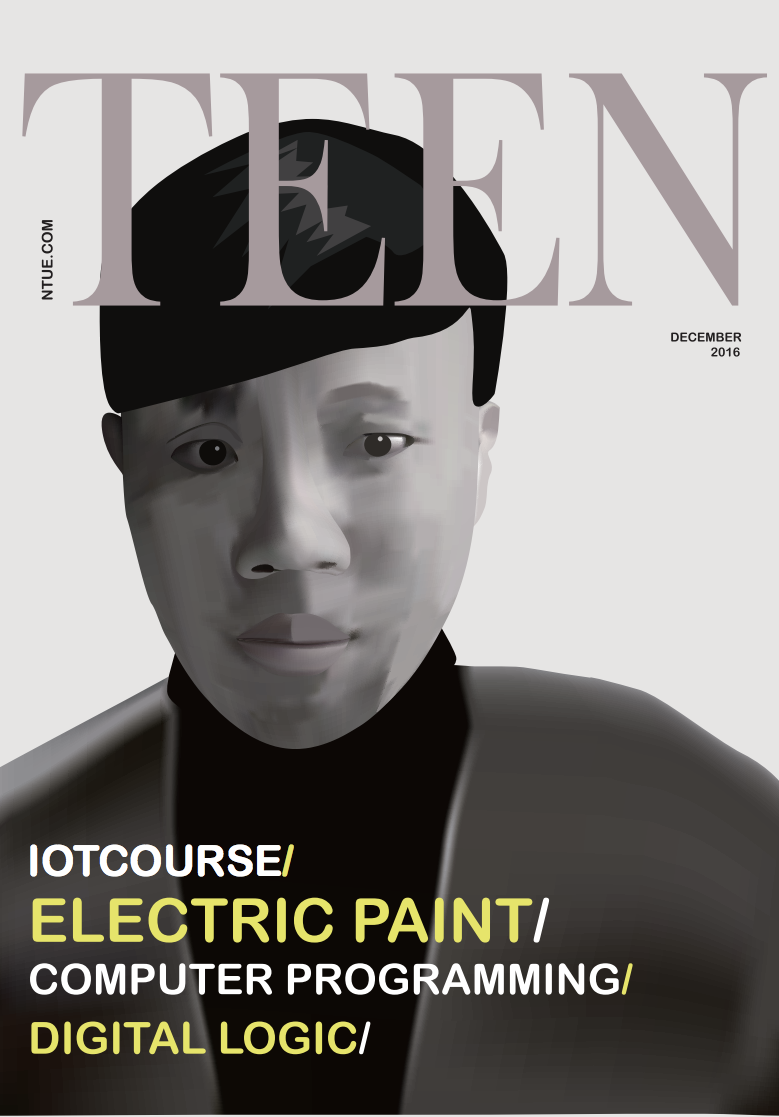 TEEN
NTUE.COM
DECEMBER
2016
IOTCOURSE/
ELECTRIC PAINT/
COMPUTER PROGRAMMING/
DIGITAL LOGIC/